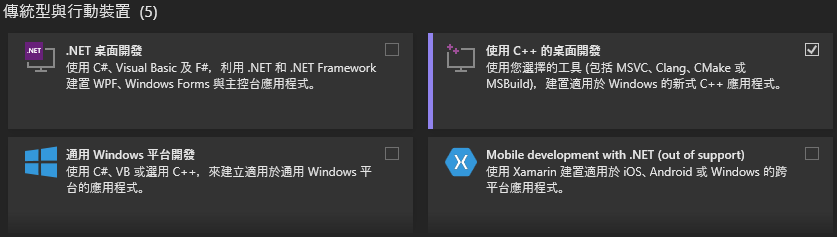 傳統型與行動裝置 (5)
.NET 桌面開發
使用 C#、Visual Basic 及 F#，利用 .NET 和 .NET Framework
建置 WPF、Windows Forms 與主控台應用程式。
使用 C++ 的桌面開發
使用您選擇的工具 (包括 MSVC、Clang、CMake 或
MSBuild)，建置適用於 Windows 的新式 C++ 應用程式。
通用 Windows 平台開發
使用 C#、VB 或選用 C++，來建立適用於通用 Windows 平
台的應用程式。
Mobile development with .NET (out of support)
使用 Xamarin 建置適用於 iOS、Android 或 Windows 的跨
平台應用程式。